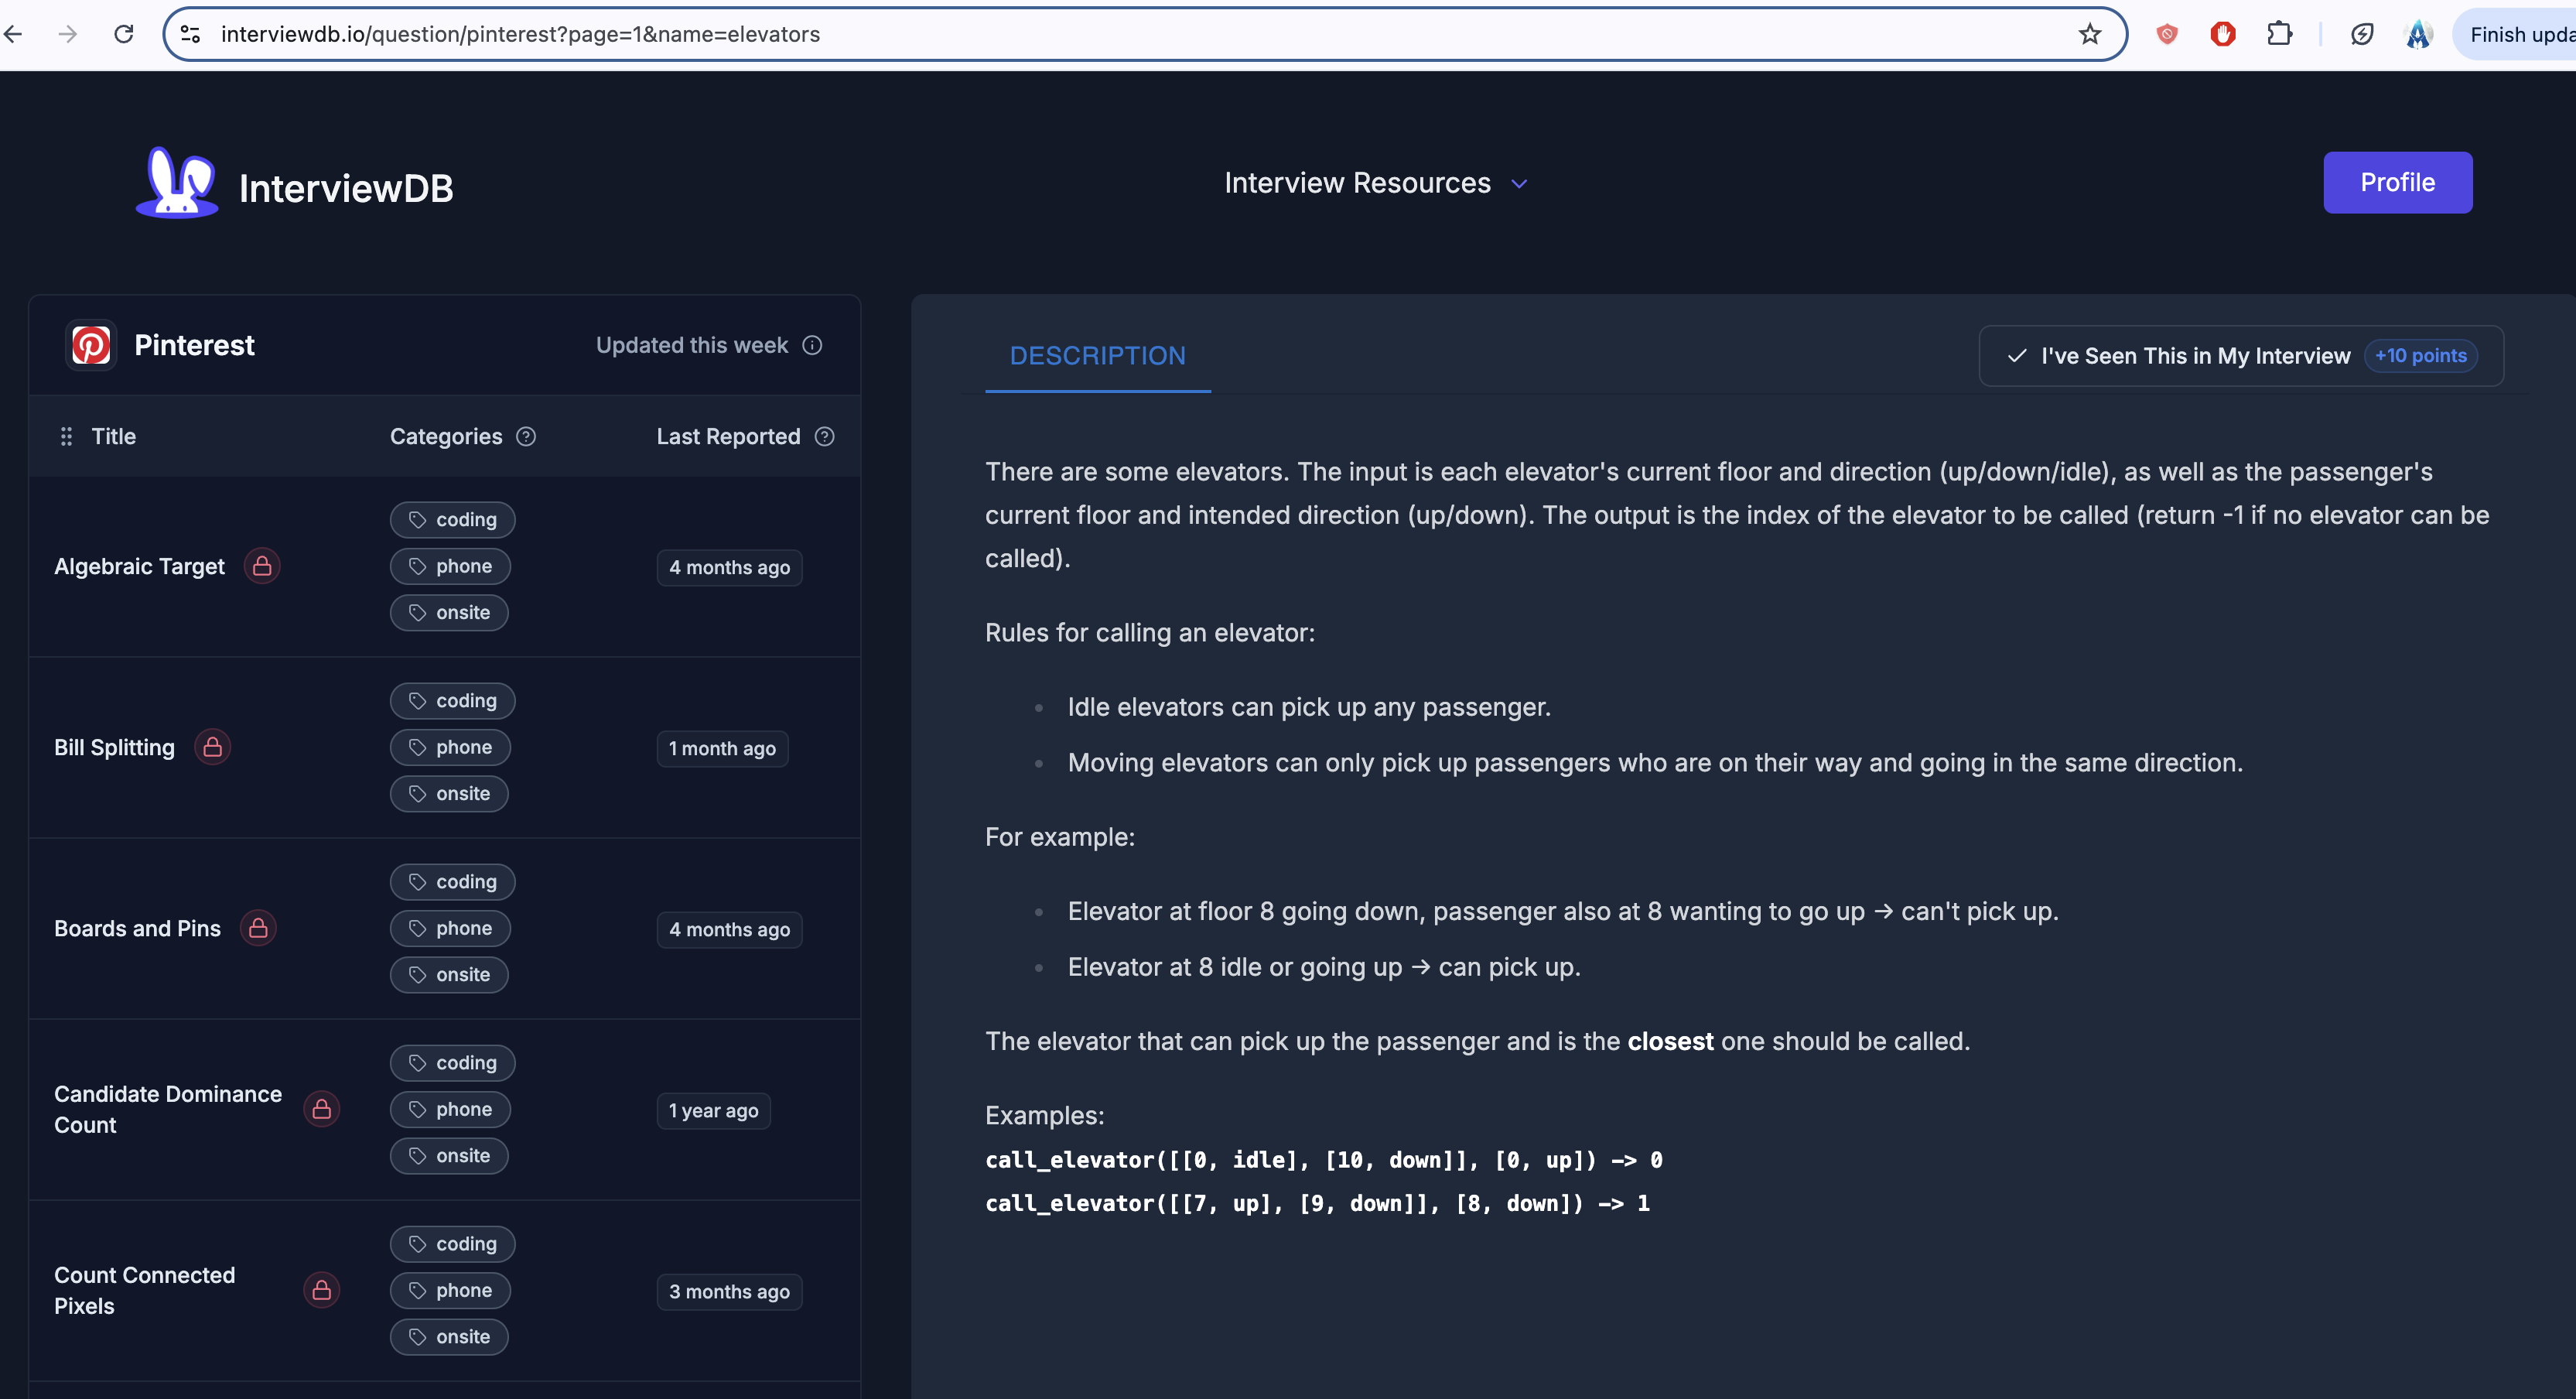 interviewdb.io/question/pinterest?page=1&name=elevators
Finish upda
InterviewDB
Interview Resources
Profile
Pinterest
Updated this week
Title
Categories
Last Reported
Algebraic Target
coding
phone
onsite
4 months ago
Bill Splitting
coding
phone
onsite
1 month ago
Boards and Pins
coding
phone
onsite
4 months ago
Candidate Dominance
Count
coding
phone
onsite
1 year ago
Count Connected
Pixels
coding
phone
onsite
3 months ago
DESCRIPTION
I've Seen This in My Interview
+10 points
There are some elevators. The input is each elevator's current floor and direction (up/down/idle), as well as the passenger's
current floor and intended direction (up/down). The output is the index of the elevator to be called (return -1 if no elevator can be
called).
Rules for calling an elevator:
• Idle elevators can pick up any passenger.
• Moving elevators can only pick up passengers who are on their way and going in the same direction.
For example:
• Elevator at floor 8 going down, passenger also at 8 wanting to go up → can't pick up.
• Elevator at 8 idle or going up → can pick up.
The elevator that can pick up the passenger and is the closest one should be called.
Examples:
call_elevator([[0, idle], [10, down]], [0, up]) -> 0
call_elevator([[7, up], [9, down]], [8, down]) -> 1